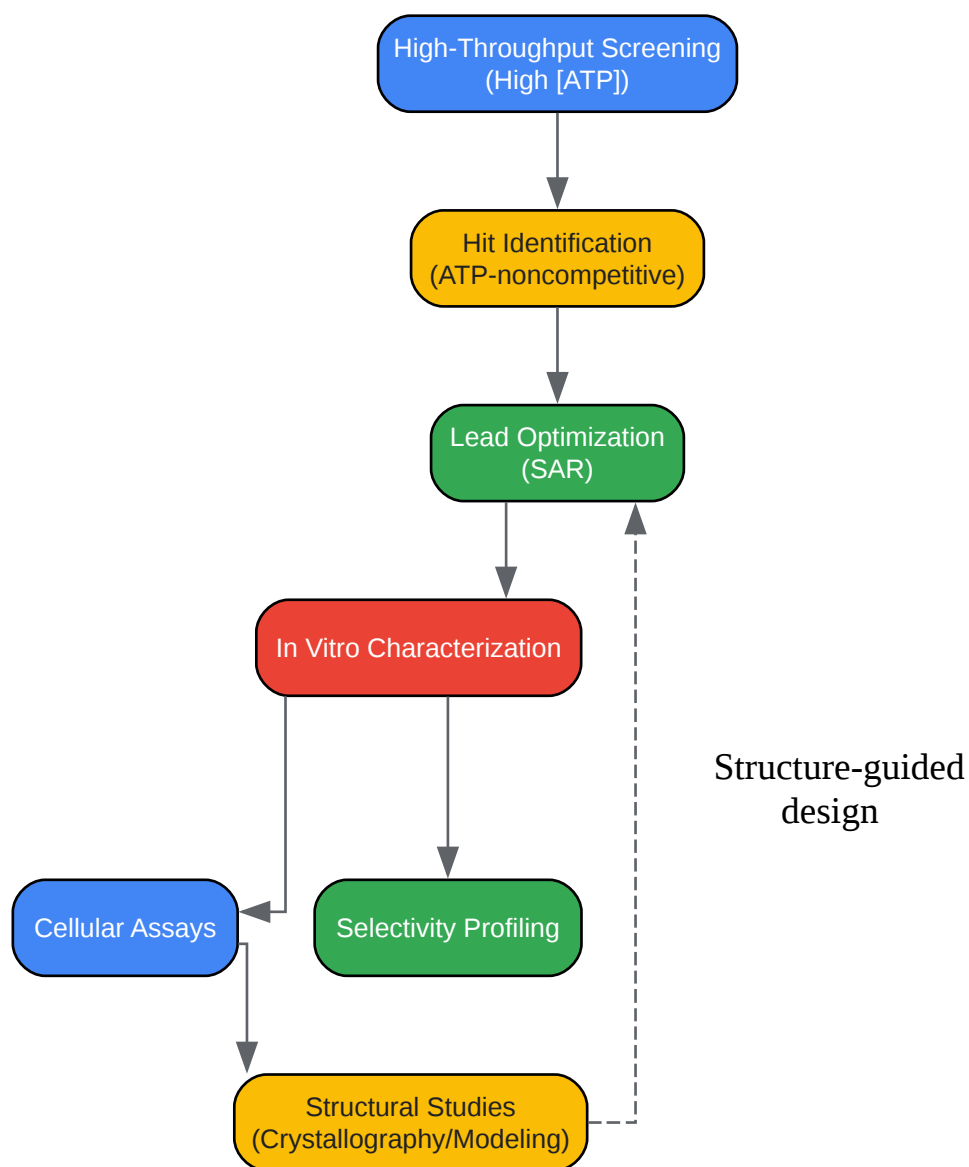 High-Throughput Screening
(High [ATP])
Hit Identification
(ATP-noncompetitive)
Lead Optimization
(SAR)
In Vitro Characterization
Structure-guided
design
Cellular Assays
Selectivity Profiling
Structural Studies
(Crystallography/Modeling)